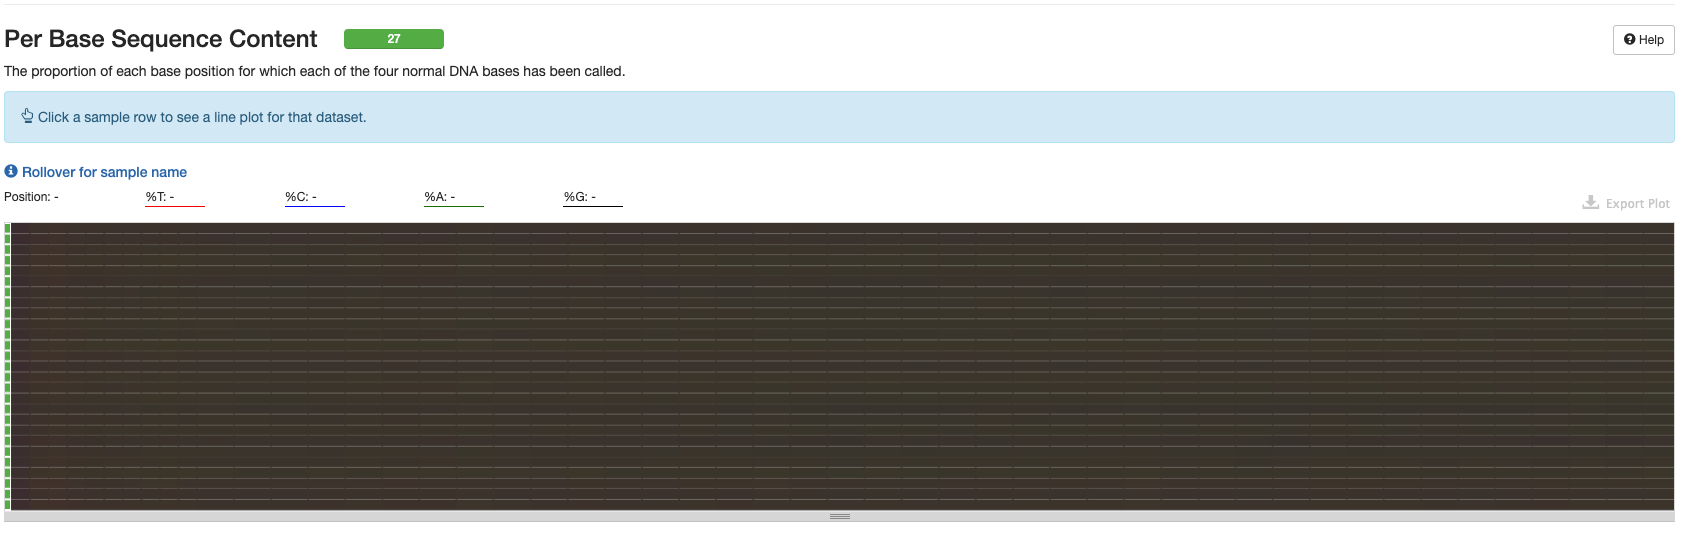 Per Base Sequence Content 27
Help
The proportion of each base position for which each of the four normal DNA bases has been called.
Click a sample row to see a line plot for that dataset.
Rollover for sample name
Position: - %T: - %C: - %A: - %G: -
Export Plot